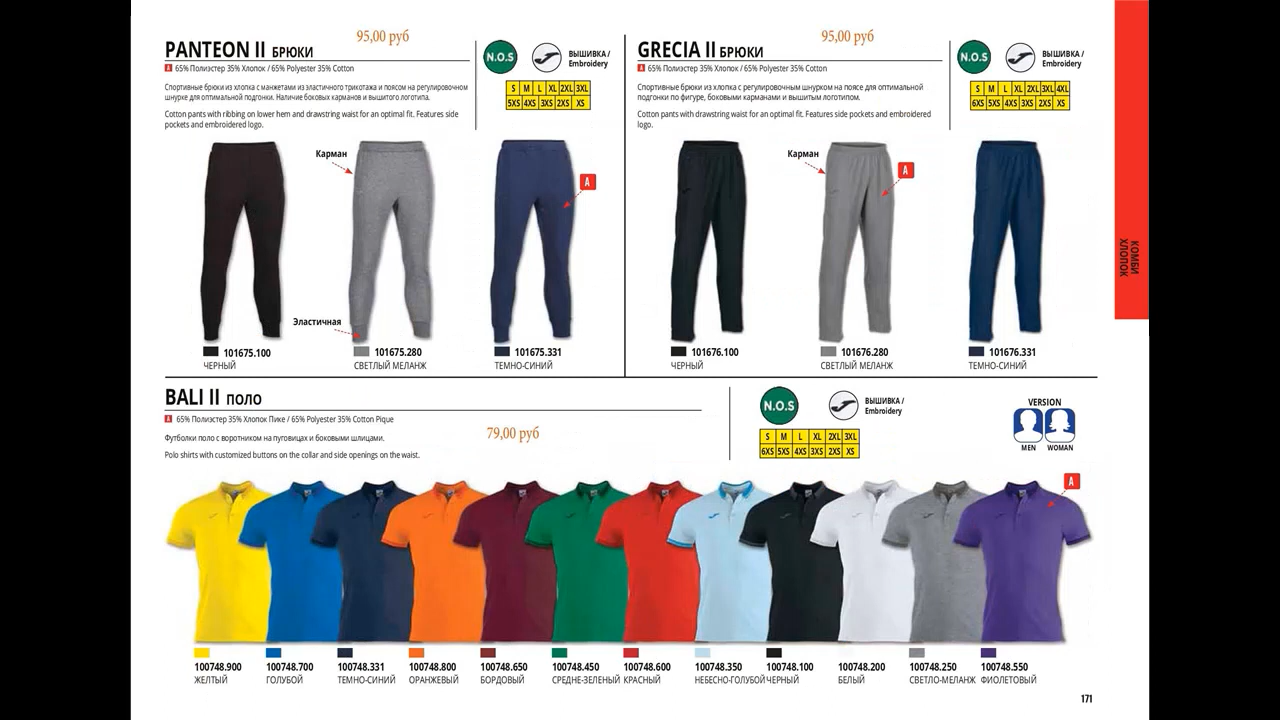 95,00 руб
PANTEON II БРЮКИ
N.O.S
ВЫШИВКА /
Embroidery
A 65% Полиэстер 35% Хлопок / 65% Polyester 35% Cotton
Спортивные брюки из хлопка с манжетами из эластичного трикотажа и поясом на регулировочном
шнурке для оптимальной подгонки. Наличие боковых карманов и вышитого логотипа.
Cotton pants with ribbing on lower hem and drawstring waist for an optimal fit. Features side
pockets and embroidered logo.
S M L XL 2XL 3XL
5XS 4XS 3XS 2XS XS
Карман
A
Эластичная
101675.100
ЧЕРНЫЙ
101675.280
СВЕТЛЫЙ МЕЛАНЖ
101675.331
ТЕМНО-СИНИЙ
95,00 руб
GRECIA II БРЮКИ
N.O.S
ВЫШИВКА /
Embroidery
A 65% Полиэстер 35% Хлопок / 65% Polyester 35% Cotton
Спортивные брюки из хлопка с регулировочным шнурком на поясе для оптимальной
подгонки по фигуре, боковыми карманами и вышитым логотипом.
Cotton pants with drawstring waist for an optimal fit. Features side pockets and embroidered
logo.
S M L XL 2XL 3XL 4XL
6XS 5XS 4XS 3XS 2XS XS
Карман
A
101676.100
ЧЕРНЫЙ
101676.280
СВЕТЛЫЙ МЕЛАНЖ
101676.331
ТЕМНО-СИНИЙ
КОМБИ
ХЛОПОК
BALI II ПОЛО
A 65% Полиэстер 35% Хлопок Пике / 65% Polyester 35% Cotton Pique
Футболки поло с воротником на пуговицах и боковыми шлицами.
79,00 руб
Polo shirts with customized buttons on the collar and side openings on the waist.
N.O.S
ВЫШИВКА /
Embroidery
S M L XL 2XL 3XL
6XS 5XS 4XS 3XS 2XS XS
VERSION
MEN WOMAN
A
100748.900
ЖЕЛТЫЙ
100748.700
ГОЛУБОЙ
100748.331
ТЕМНО-СИНИЙ
100748.800
ОРАНЖЕВЫЙ
100748.650
БОРДОВЫЙ
100748.450
СРЕДНЕ-ЗЕЛЕНЫЙ
100748.600
КРАСНЫЙ
100748.350
НЕБЕСНО-ГОЛУБОЙ
100748.100
ЧЕРНЫЙ
100748.200
БЕЛЫЙ
100748.250
СВЕТЛО-МЕЛАНЖ
100748.550
ФИОЛЕТОВЫЙ
171